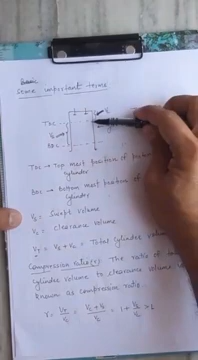 Some important terms
TDC
BDC
TDC → Top most position of piston
cylinder
BDC → Bottom most position of
cylinder
Vs = Swept volume
Vc = Clearance volume
VT = Vs + Vc = Total cylinder volume
Compression ratio (r): The ratio of
cylinder volume to clearance volume
known as compression ratio.
r = VT/Vc = Vc + Vs/Vc = 1 + Vs/Vc > 1